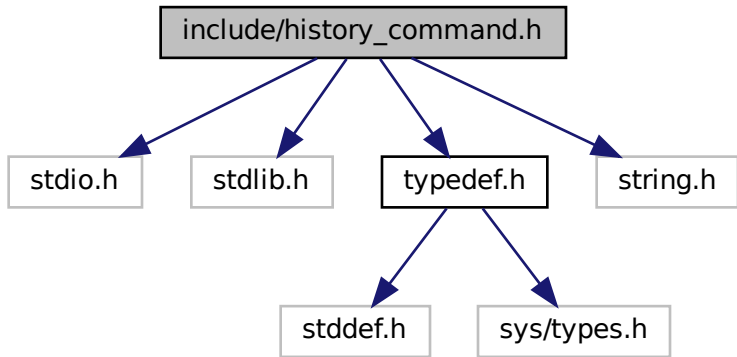 include/history_command.h
stdio.h
stdlib.h
typedef.h
string.h
stddef.h
sys/types.h